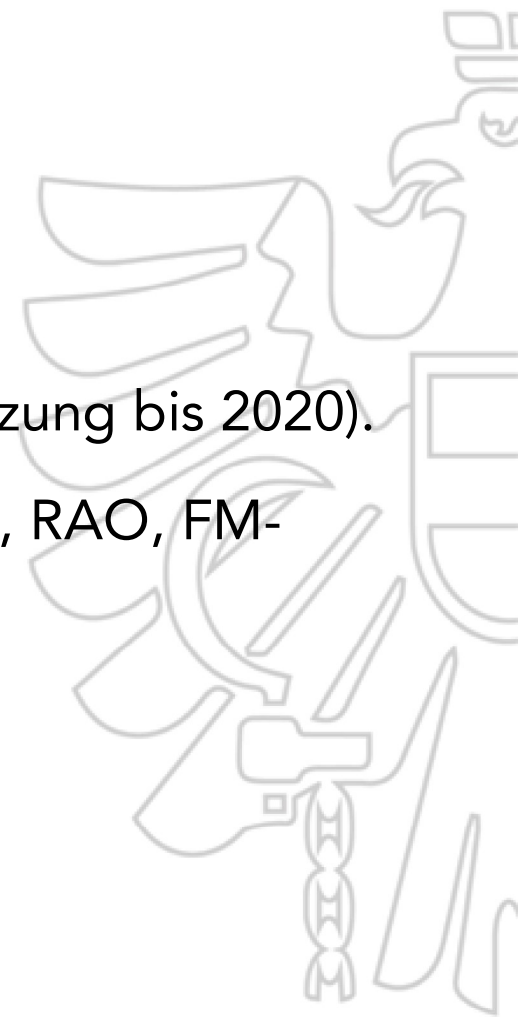 zung bis 2020).
, RAO, FM-